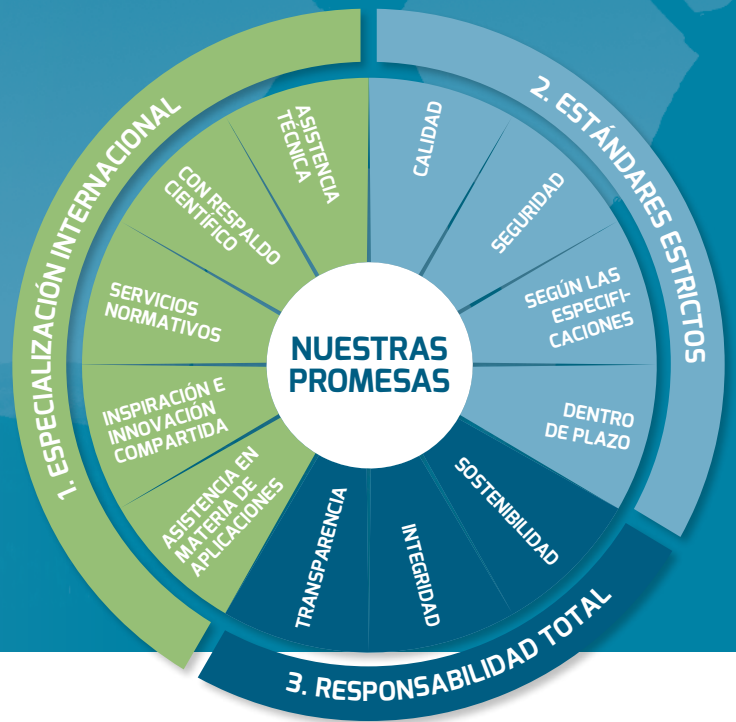 NUESTRAS
PROMESAS
1. ESPECIALIZACIÓN INTERNACIONAL
ASISTENCIA
TÉCNICA
CON RESPALDO
CIENTÍFICO
SERVICIOS
NORMATIVOS
INSPIRACIÓN E
INNOVACIÓN
COMPARTIDA
ASISTENCIA EN
MATERIA DE
APLICACIONES
2. ESTÁNDARES ESTRICTOS
CALIDAD
SEGURIDAD
SEGÚN LAS
ESPECIFI-
CACIONES
DENTRO
DE PLAZO
3. RESPONSABILIDAD TOTAL
SOSTENIBILIDAD
INTEGRIDAD
TRANSPARENCIA